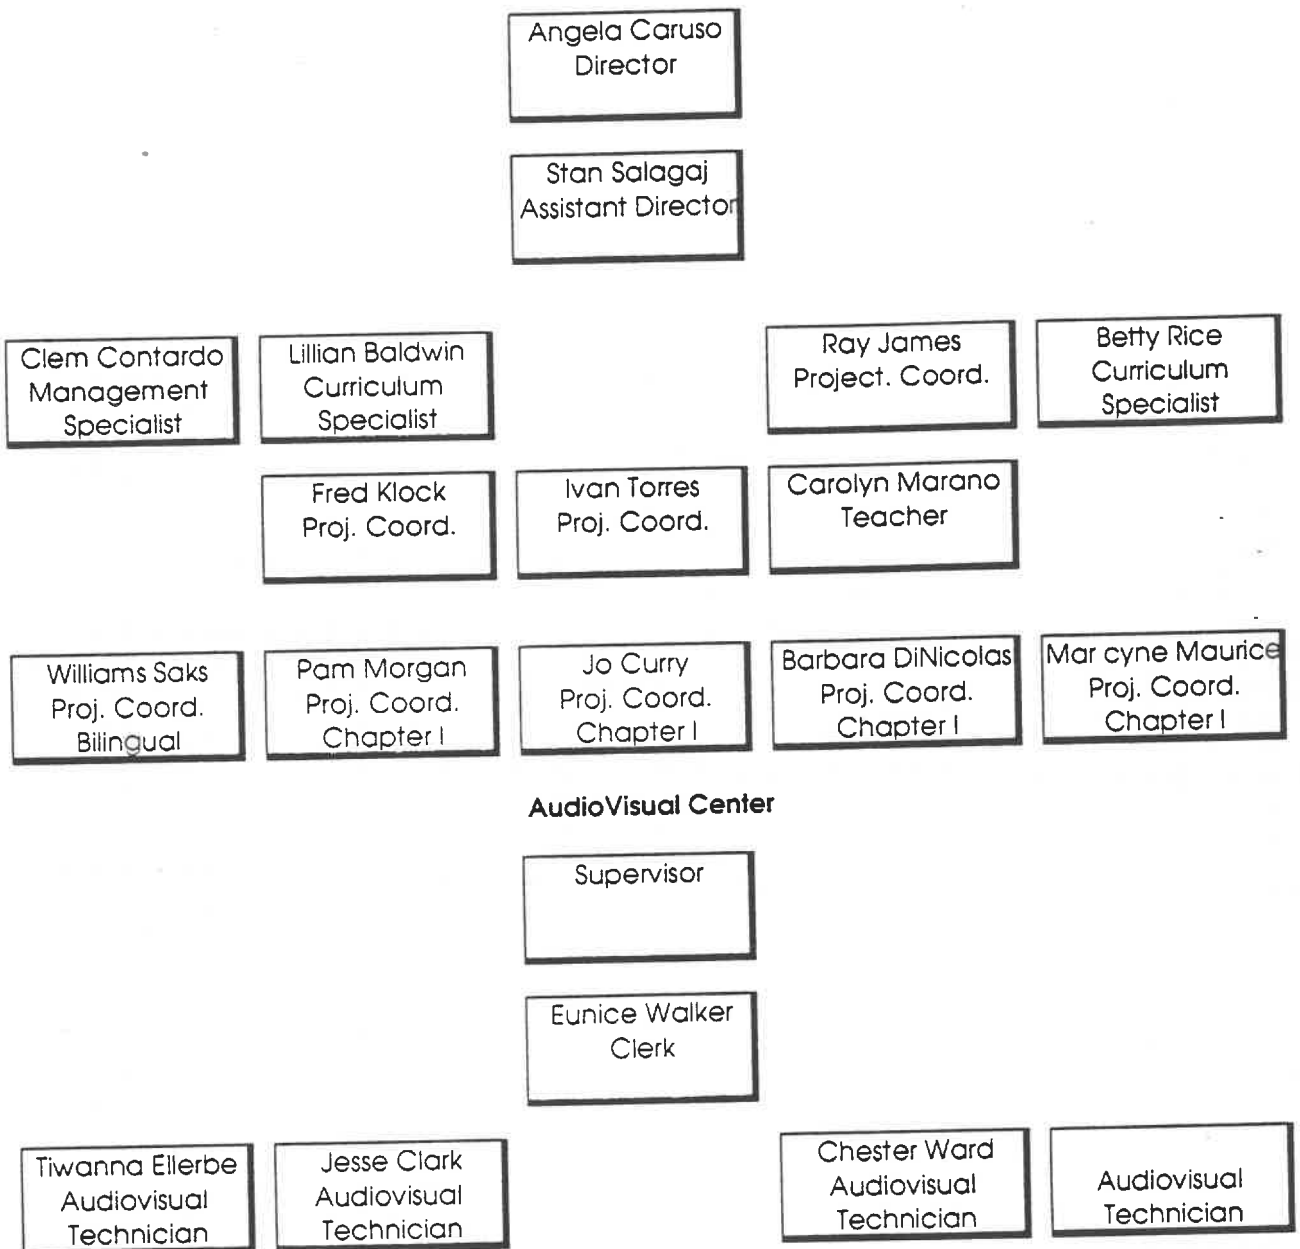 Angela Caruso
Director
Stan Salagaj
Assistant Director
Clem Contardo
Management
Specialist
Lillian Baldwin
Curriculum
Specialist
Ray James
Project. Coord.
Betty Rice
Curriculum
Specialist
Fred Klock
Proj. Coord.
Ivan Torres
Proj. Coord.
Carolyn Marano
Teacher
Williams Saks
Proj. Coord.
Bilingual
Pam Morgan
Proj. Coord.
Chapter I
Jo Curry
Proj. Coord.
Chapter I
Barbara DiNicolas
Proj. Coord.
Chapter I
Mar cyne Maurice
Proj. Coord.
Chapter I
AudioVisual Center
Supervisor
Eunice Walker
Clerk
Tiwanna Ellerbe
Audiovisual
Technician
Jesse Clark
Audiovisual
Technician
Chester Ward
Audiovisual
Technician
Audiovisual
Technician